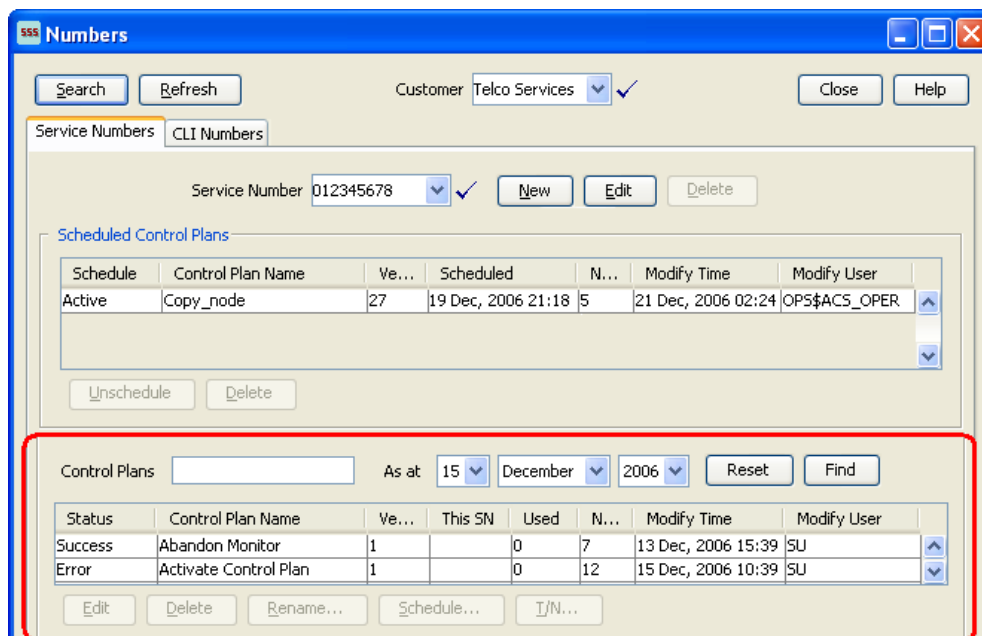 SSS Numbers
Search Refresh Customer Telco Services Close Help
Service Numbers CLI Numbers
Service Number 012345678 New Edit Delete
Scheduled Control Plans
Schedule Control Plan Name Ve... Scheduled N... Modify Time Modify User
Active Copy_node 27 19 Dec, 2006 21:18 5 21 Dec, 2006 02:24 OPS$ACS_OPER
Unschedule Delete
Control Plans As at 15 December 2006 Reset Find
Status Control Plan Name Ve... This SN Used N... Modify Time Modify User
Success Abandon Monitor 1 0 7 13 Dec, 2006 15:39 SU
Error Activate Control Plan 1 0 12 15 Dec, 2006 10:39 SU
Edit Delete Rename... Schedule... T/N...